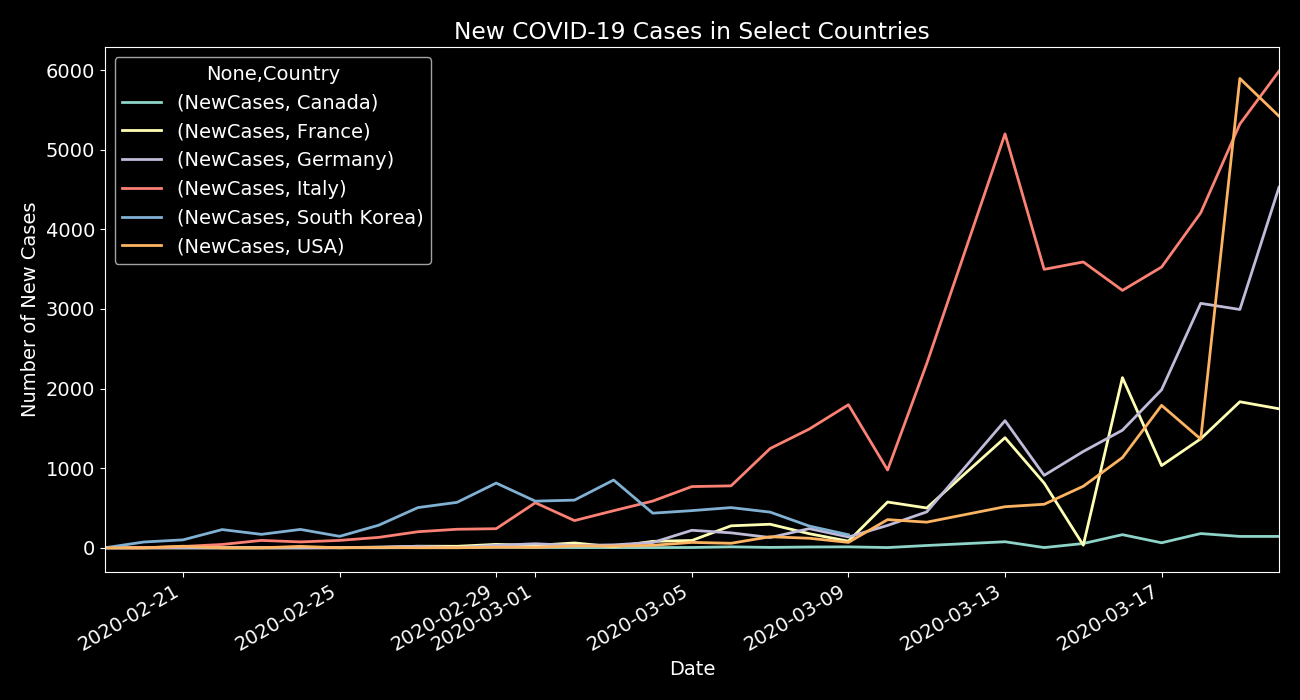 New COVID-19 Cases in Select Countries
None,Country
(NewCases, Canada)
(NewCases, France)
(NewCases, Germany)
(NewCases, Italy)
(NewCases, South Korea)
(NewCases, USA)
Number of New Cases
6000
5000
4000
3000
2000
1000
0
2020-02-21
2020-02-25
2020-02-29
2020-03-01
2020-03-05
2020-03-09
2020-03-13
2020-03-17
Date